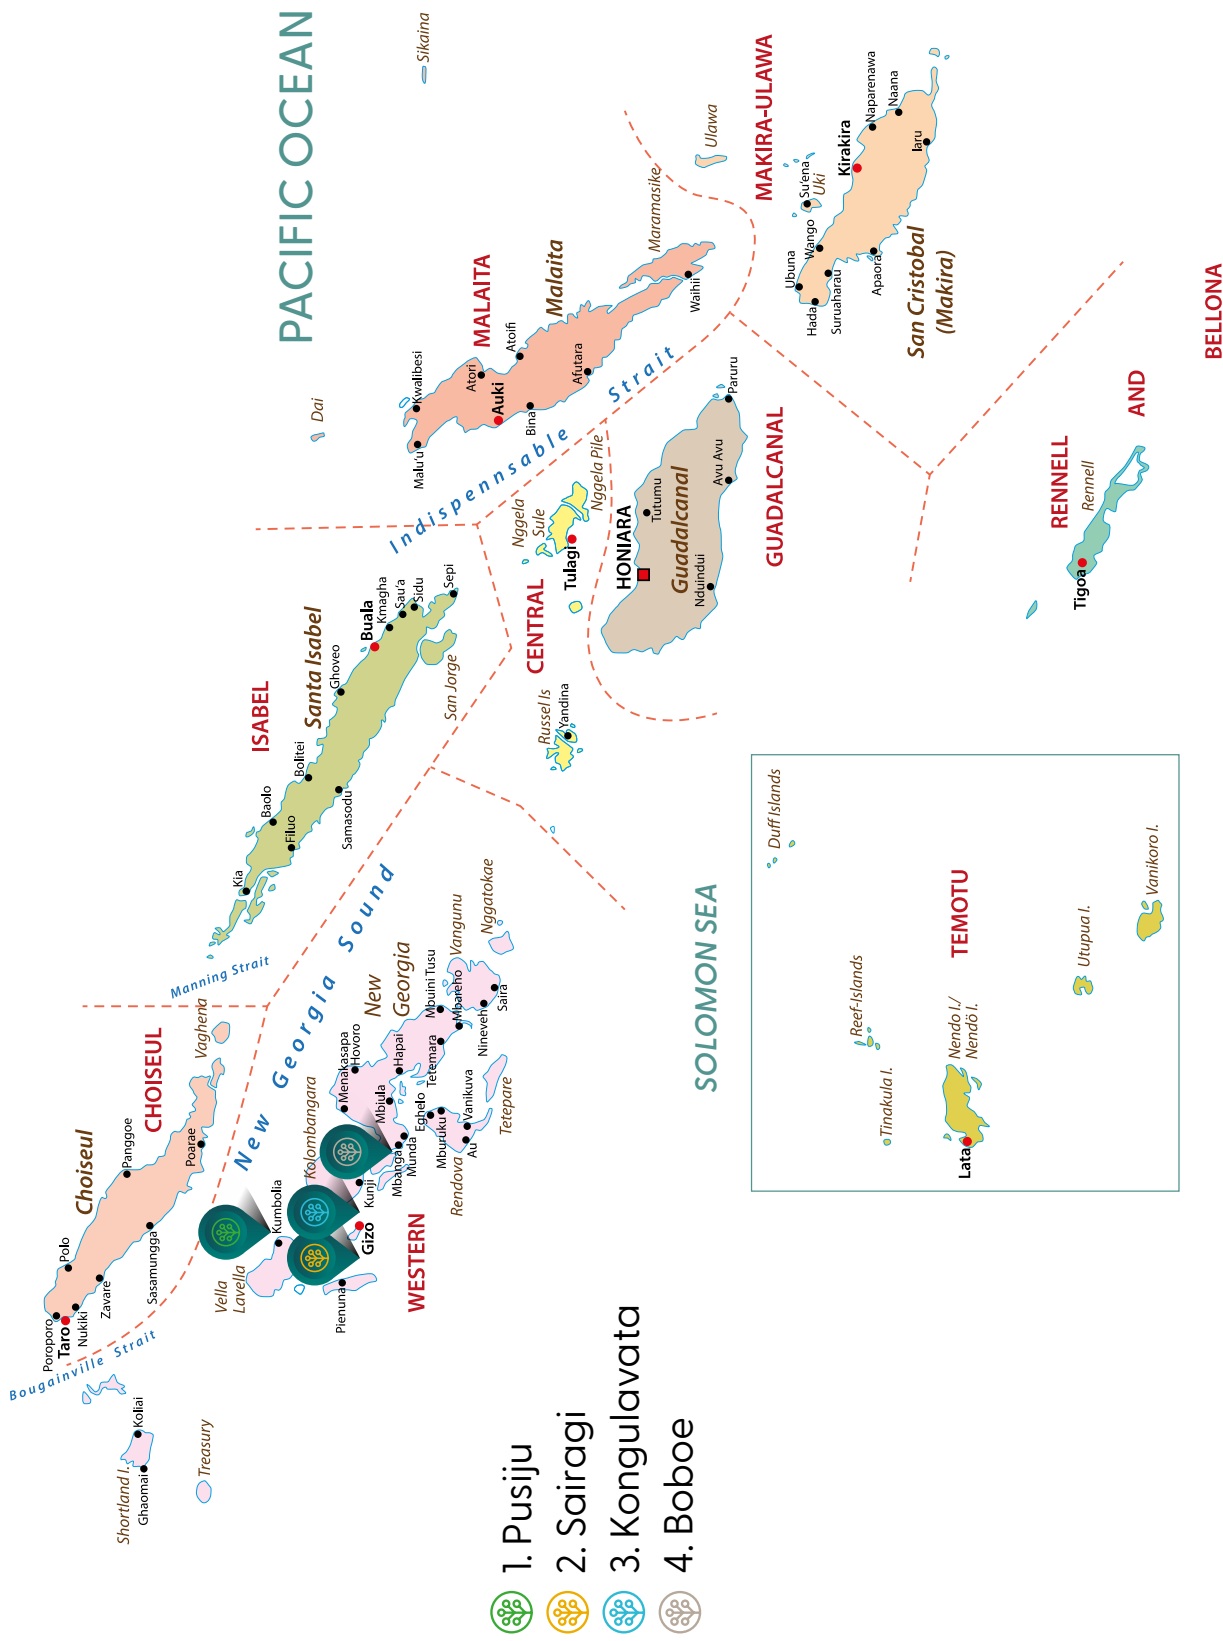 PACIFIC OCEAN
Sikaina
Dai
CHOISEUL
Choiseul
Poroporo
Taro
Nukiki
Polo
Zavare
Sasamungga
Panggoe
Poarae
Vaghena
Bougainville Strait
Manning Strait
New Georgia Sound
Shortland I.
Ghaomai
Koliai
Treasury
ISABEL
Santa Isabel
Kia
Baolo
Filuo
Bolitei
Samasodu
Ghoveo
Buala
Kmagha
Sau'a
Sidu
Sepi
San Jorge
MALAITA
Malaita
Malu'u
Kwalibesi
Atori
Auki
Atoifi
Bina
Afutara
Waihii
Maramasike
Indispennsable Strait
WESTERN
Vella
Lavella
Kumbolia
Pienuna
Gizo
Kolombangara
Kunji
New
Georgia
Menakasapa
Hovoro
Mbiula
Hapai
Mbanga
Munda
Eghelo
Tetemara
Mbuini Tusu
Mbareho
Nineveh
Saira
Vangunu
Nggatokae
Mburuku
Au
Vanikuva
Rendova
Tetepare
CENTRAL
Russel Is
Yandina
Nggela
Sule
Tulagi
Nggela Pile
GUADALCANAL
HONIARA
Guadalcanal
Tutumu
Nduindui
Avu Avu
Paruru
MAKIRA-ULAWA
Ulawa
Su'ena
Uki
Ubuna
Wango
Hada
Suruaharau
Apaora
Kirakira
Naparenawa
Naana
Iaru
San Cristobal
(Makira)
RENNELL
AND
BELLONA
Rennell
Tigoa
SOLOMON SEA
TEMOTU
Duff Islands
Reef-Islands
Tinakula I.
Nendo I./
Nendö I.
Lata
Utupua I.
Vanikoro I.
1. Pusiju
2. Sairagi
3. Kongulavata
4. Boboe